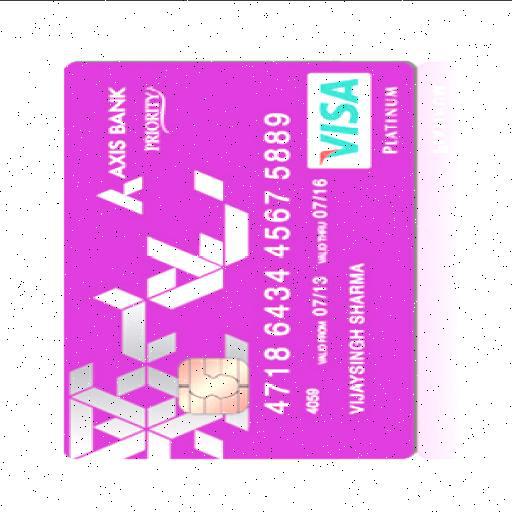 AXIS BANK
PRIORITY
4718 6434 4567 5889
4059
VALID FROM 07/13 VALID THRU 07/16
VIJAYSINGH SHARMA
VISA
PLATINUM